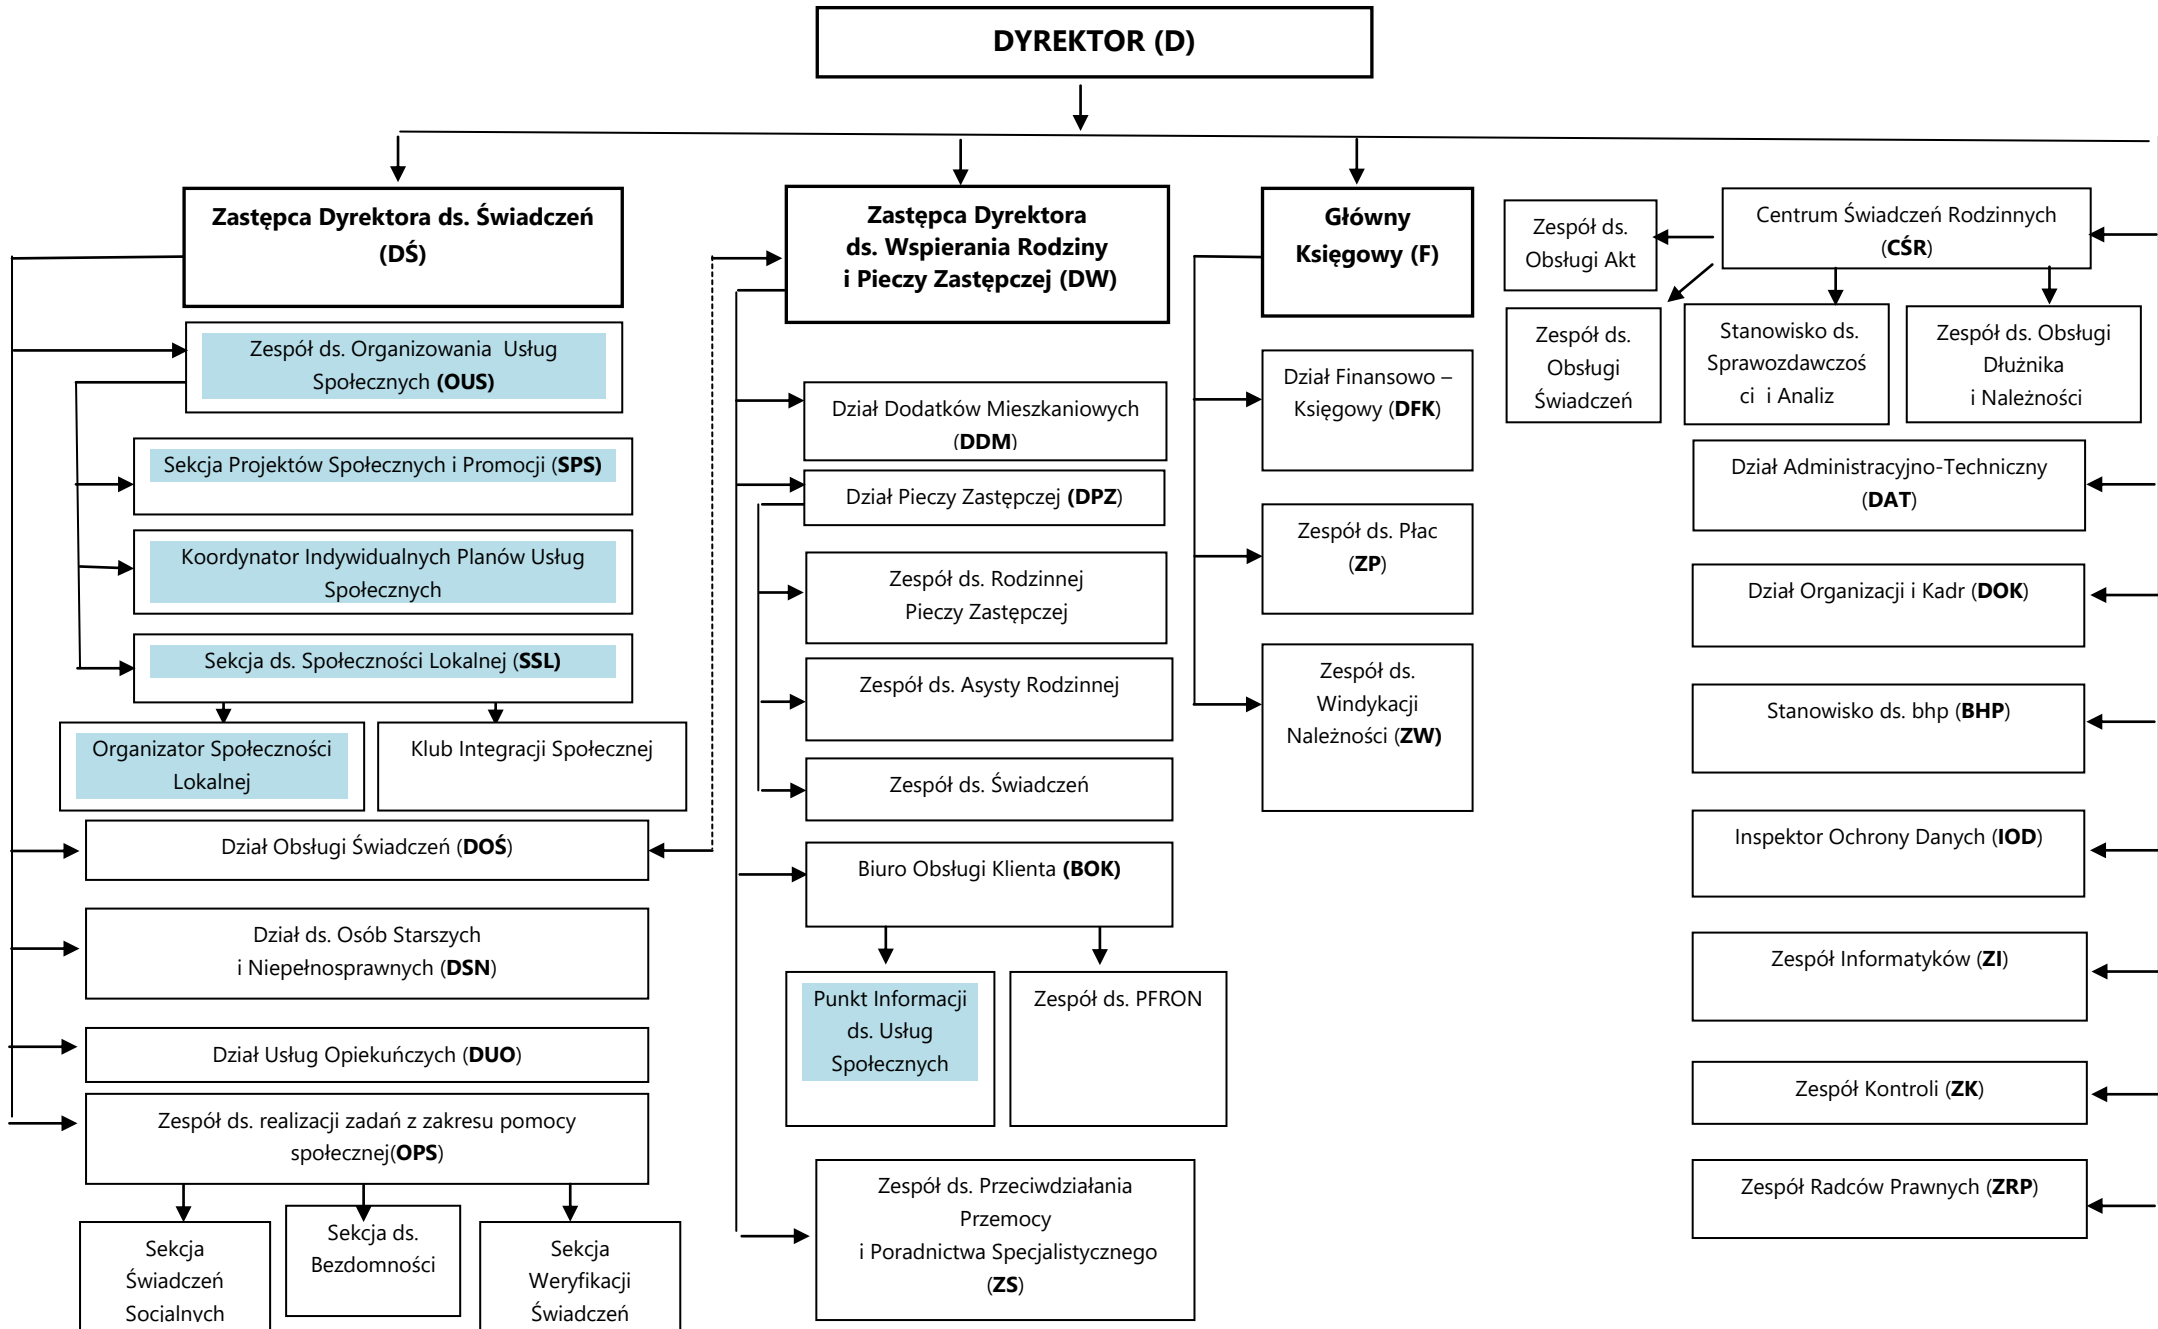 DYREKTOR (D)
Zastępca Dyrektora ds. Świadczeń
(DŚ)
Zespół ds. Organizowania  Usług
Społecznych (OUS)
Sekcja Projektów Społecznych i Promocji (SPS)
Koordynator Indywidualnych Planów Usług
Społecznych
Sekcja ds. Społeczności Lokalnej (SSL)
Organizator Społeczności
Lokalnej
Klub Integracji Społecznej
Dział Obsługi Świadczeń (DOŚ)
Dział ds. Osób Starszych
i Niepełnosprawnych (DSN)
Dział Usług Opiekuńczych (DUO)
Zespół ds. realizacji zadań z zakresu pomocy
społecznej(OPS)
Sekcja
Świadczeń
Socjalnych
Sekcja ds.
Bezdomności
Sekcja
Weryfikacji
Świadczeń
Zastępca Dyrektora
ds. Wspierania Rodziny
i Pieczy Zastępczej (DW)
Dział Dodatków Mieszkaniowych
(DDM)
Dział Pieczy Zastępczej (DPZ)
Zespół ds. Rodzinnej
Pieczy Zastępczej
Zespół ds. Asysty Rodzinnej
Zespół ds. Świadczeń
Biuro Obsługi Klienta (BOK)
Punkt Informacji
ds. Usług
Społecznych
Zespół ds. PFRON
Zespół ds. Przeciwdziałania
Przemocy
i Poradnictwa Specjalistycznego
(ZS)
Główny
Księgowy (F)
Dział Finansowo –
Księgowy (DFK)
Zespół ds. Płac
(ZP)
Zespół ds.
Windykacji
Należności (ZW)
Centrum Świadczeń Rodzinnych
(CŚR)
Zespół ds.
Obsługi Akt
Zespół ds.
Obsługi
Świadczeń
Stanowisko ds.
Sprawozdawczoś
ci  i Analiz
Zespół ds. Obsługi
Dłużnika
i Należności
Dział Administracyjno-Techniczny
(DAT)
Dział Organizacji i Kadr (DOK)
Stanowisko ds. bhp (BHP)
Inspektor Ochrony Danych (IOD)
Zespół Informatyków (ZI)
Zespół Kontroli (ZK)
Zespół Radców Prawnych (ZRP)